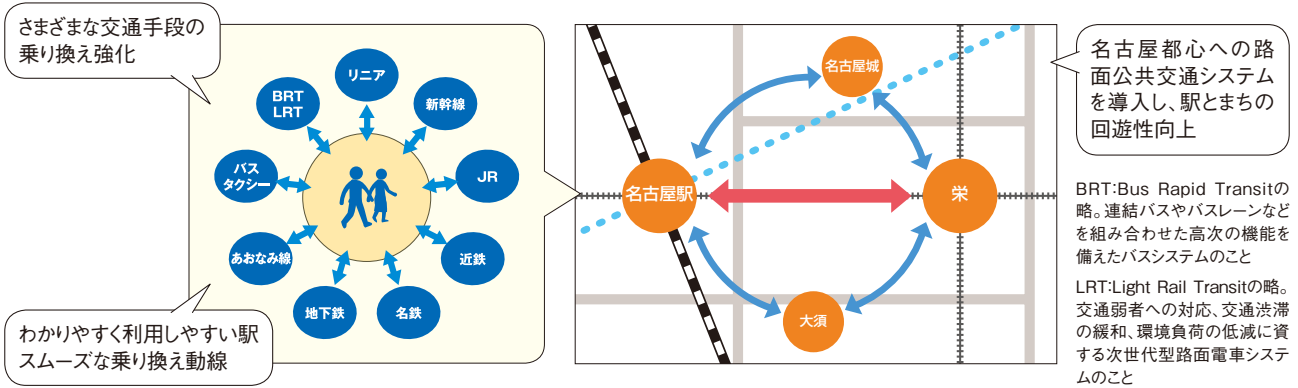 さまざまな交通手段の
乗り換え強化
リニア
BRT
LRT
新幹線
バス
タクシー
JR
あおなみ線
近鉄
地下鉄
名鉄
わかりやすく利用しやすい駅
スムーズな乗り換え動線
名古屋城
名古屋駅
栄
大須
名古屋都心への路
面公共交通システム
を導入し、駅とまちの
回遊性向上
BRT:Bus Rapid Transitの
略。連結バスやバスレーンなど
を組み合わせた高次の機能を
備えたバスシステムのこと
LRT:Light Rail Transitの略。
交通弱者への対応、交通渋滞
の緩和、環境負荷の低減に資
する次世代型路面電車システ
ムのこと